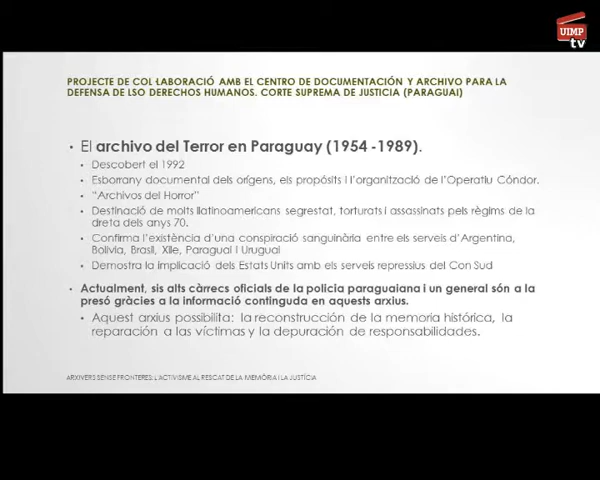 UIMP
tv
PROJECTE DE COL·LABORACIÓ AMB EL CENTRO DE DOCUMENTACIÓN Y ARCHIVO PARA LA
DEFENSA DE LSO DERECHOS HUMANOS. CORTE SUPREMA DE JUSTICIA (PARAGUAI)
• El archivo del Terror en Paraguay (1954 -1989).
• Descobert el 1992
• Esborrany documental dels orígens, els propòsits i l'organització de l'Operatiu Cóndor.
• "Archivos del Horror"
• Destinació de molts llatinoamericans segrestat, torturats i assassinats pels règims de la
dreta dels anys 70.
• Confirma l'existència d'una conspiració sanguinària entre els serveis d'Argentina,
Bolivia, Brasil, Xile, Paraguai i Uruguai
• Demostra la implicació dels Estats Units amb els serveis repressius del Con Sud
• Actualment, sis alts càrrecs oficials de la policia paraguaiana i un general són a la
presó gràcies a la informació continguda en aquests arxius.
• Aquest arxius possibilita: la reconstrucción de la memoria histórica, la
reparación a las víctimas y la depuración de responsabilidades.
ARXIVERS SENSE FRONTERES: L'ACTIVISME AL RESCAT DE LA MEMÒRIA I LA JUSTÍCIA